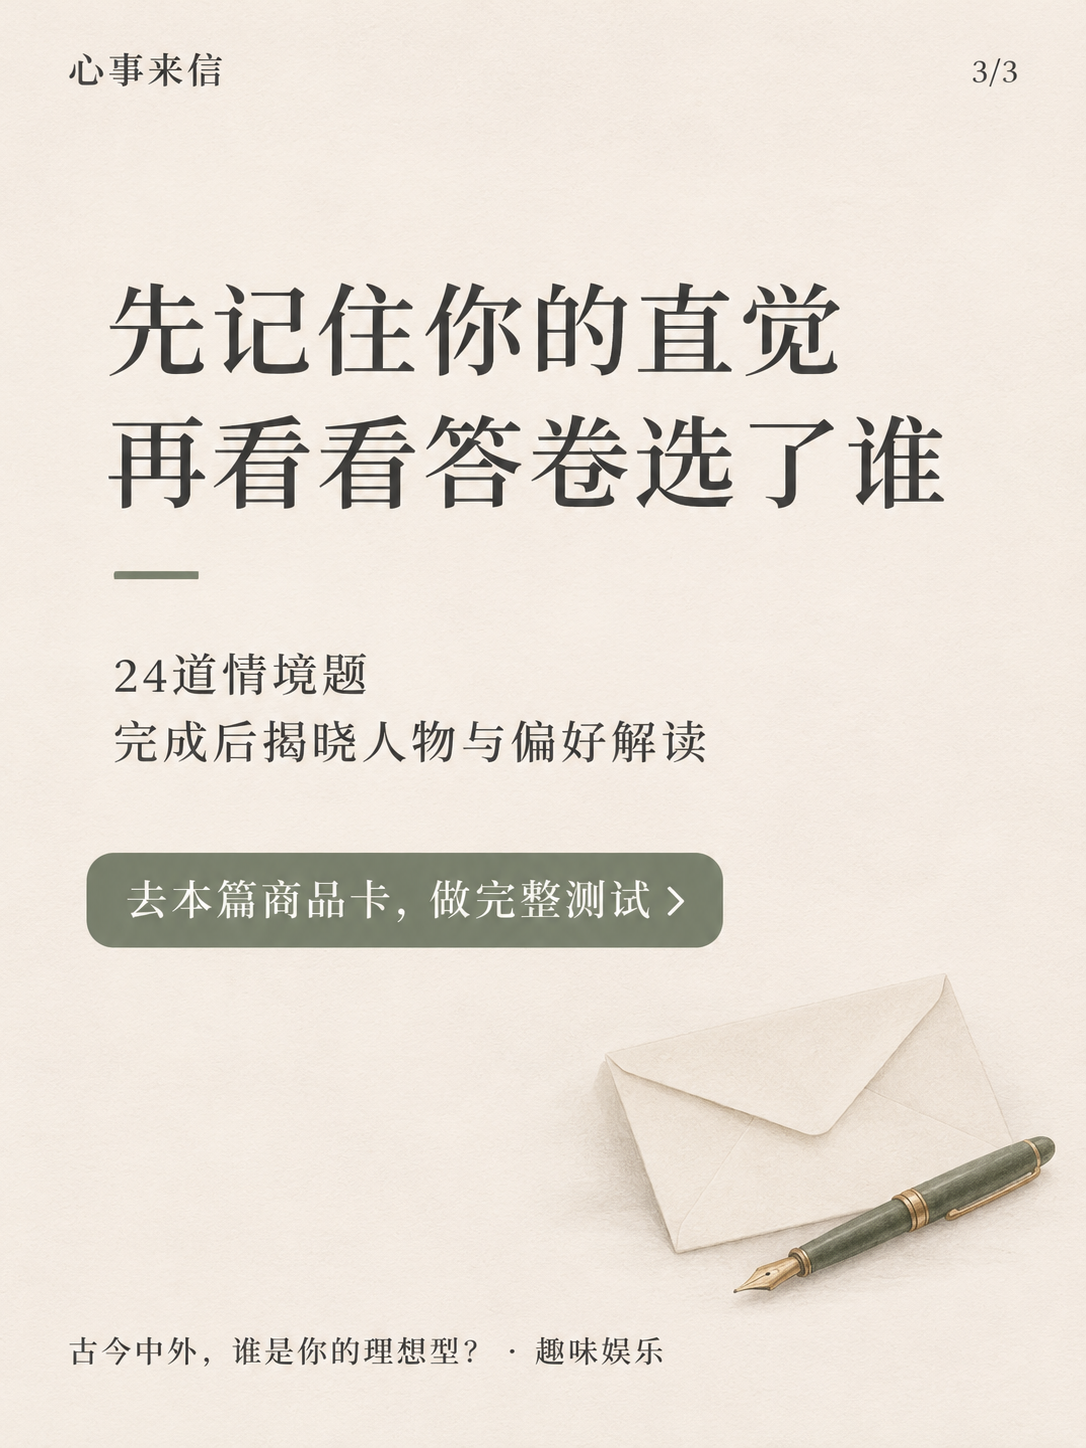 心事来信
3/3
先记住你的直觉
再看看答卷选了谁
24道情境题
完成后揭晓人物与偏好解读
去本篇商品卡，做完整测试 >
古今中外，谁是你的理想型？ · 趣味娱乐